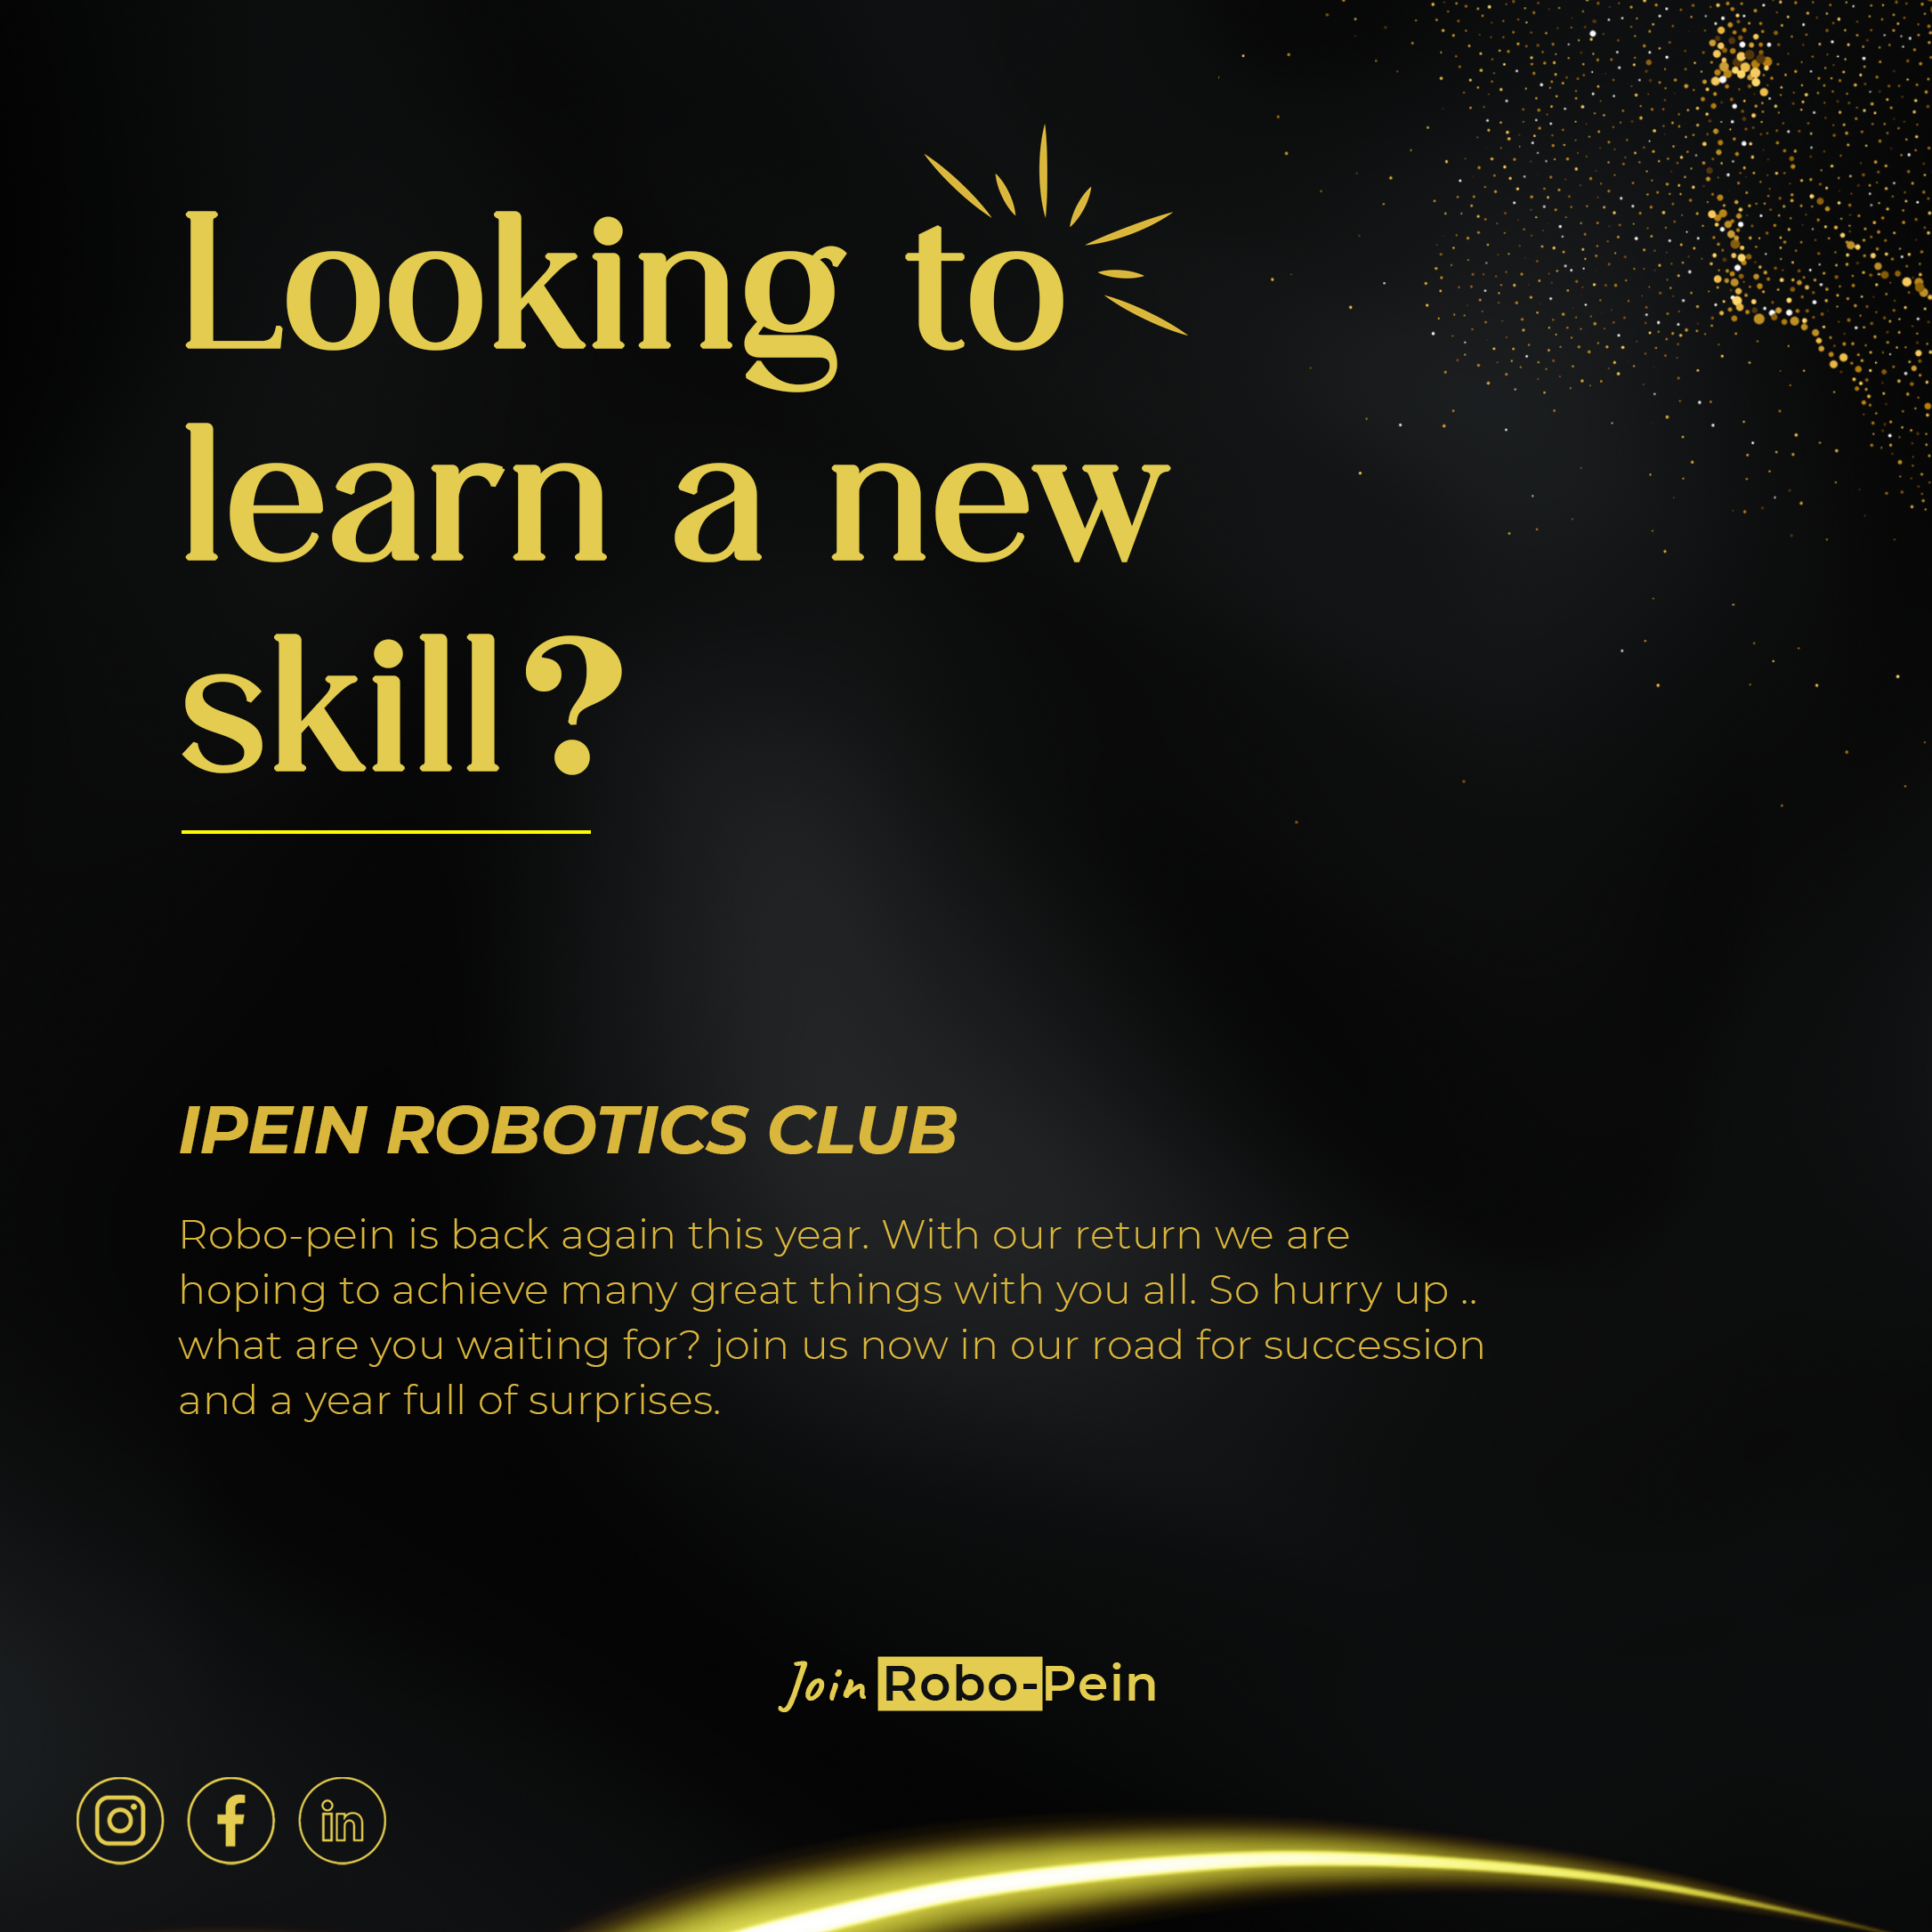 Looking to
learn a new
skill?
IPEIN ROBOTICS CLUB
Robo-pein is back again this year. With our return we are
hoping to achieve many great things with you all. So hurry up ..
what are you waiting for? join us now in our road for succession
and a year full of surprises.
Join Robo-Pein
in